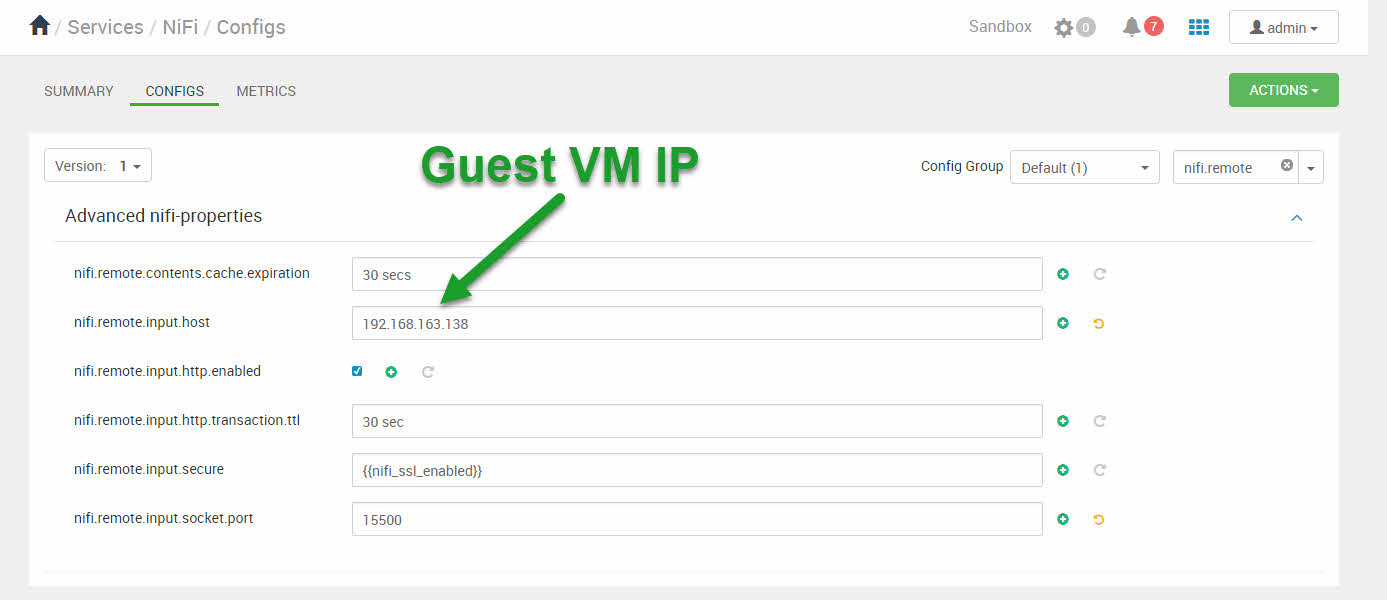 / Services / NiFi / Configs
Sandbox 0 7 admin
SUMMARY CONFIGS METRICS
ACTIONS
Guest VM IP
Version: 1
Config Group Default (1) nifi.remote
Advanced nifi-properties
nifi.remote.contents.cache.expiration 30 secs
nifi.remote.input.host 192.168.163.138
nifi.remote.input.http.enabled
nifi.remote.input.http.transaction.ttl 30 sec
nifi.remote.input.secure {{nifi_ssl_enabled}}
nifi.remote.input.socket.port 15500